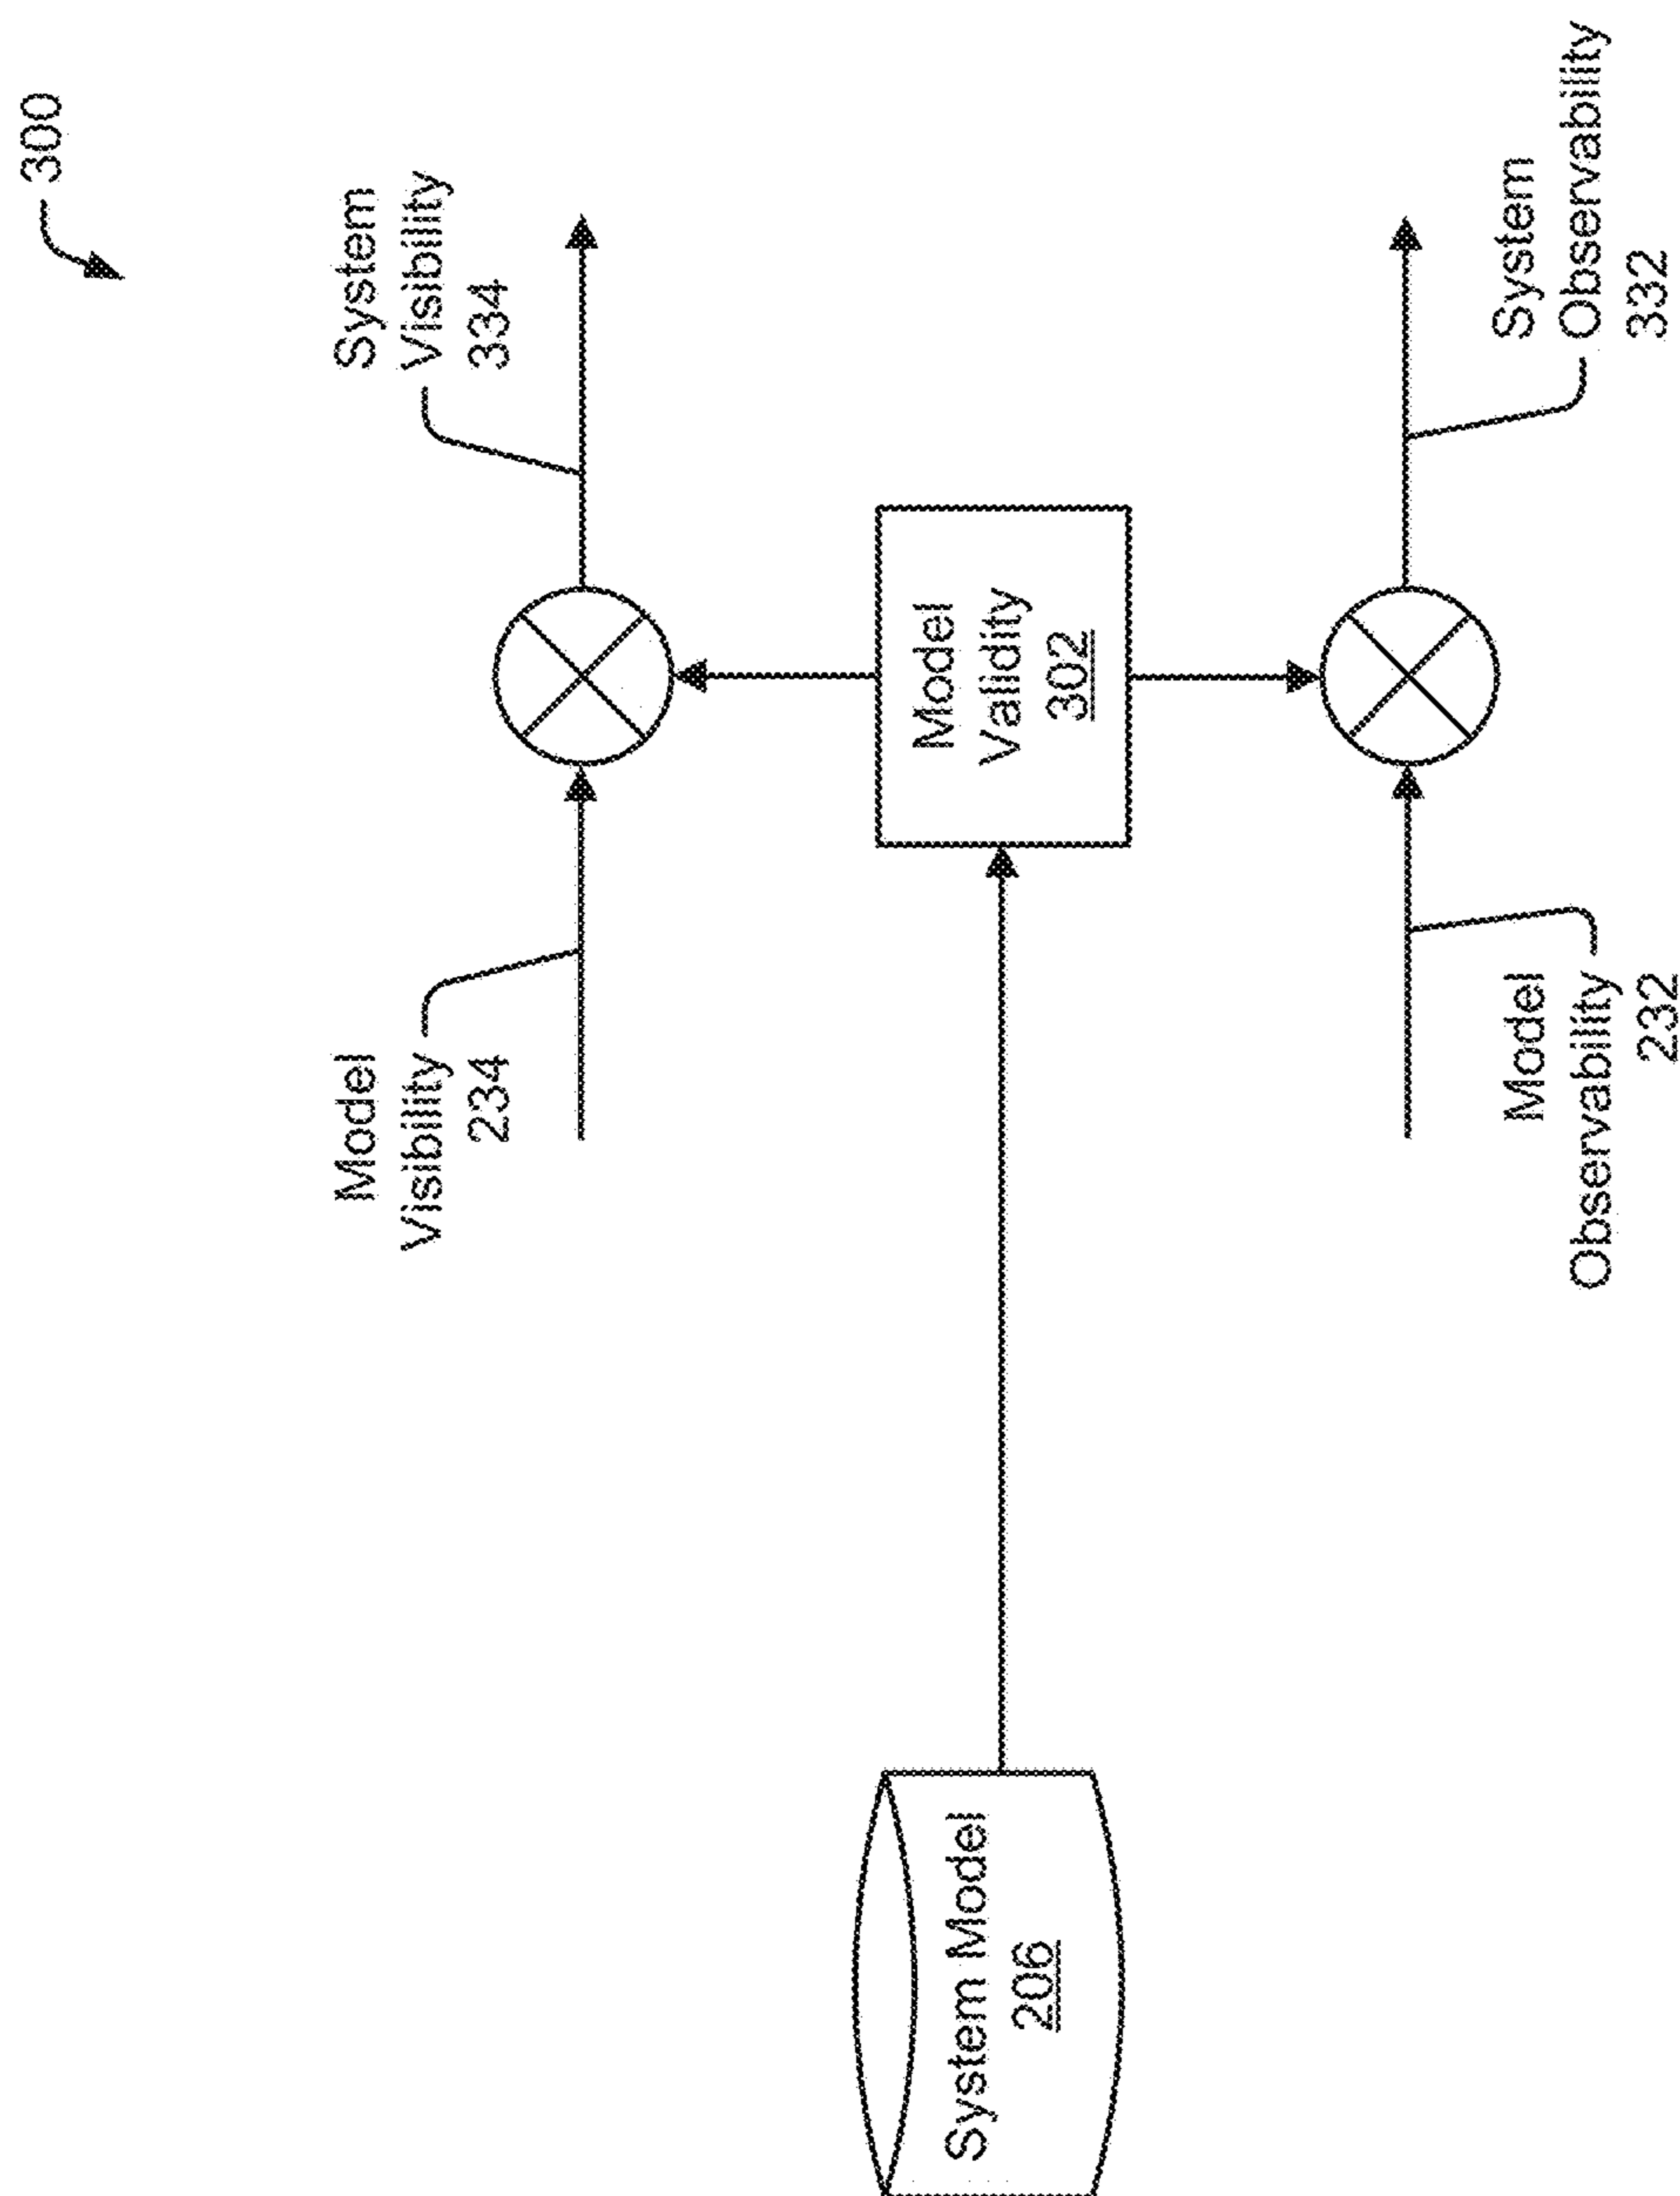 300
Model
Visibility
234
System
Visibility
334
System Model
206
Model
Validity
302
Model
Observability
232
System
Observability
332